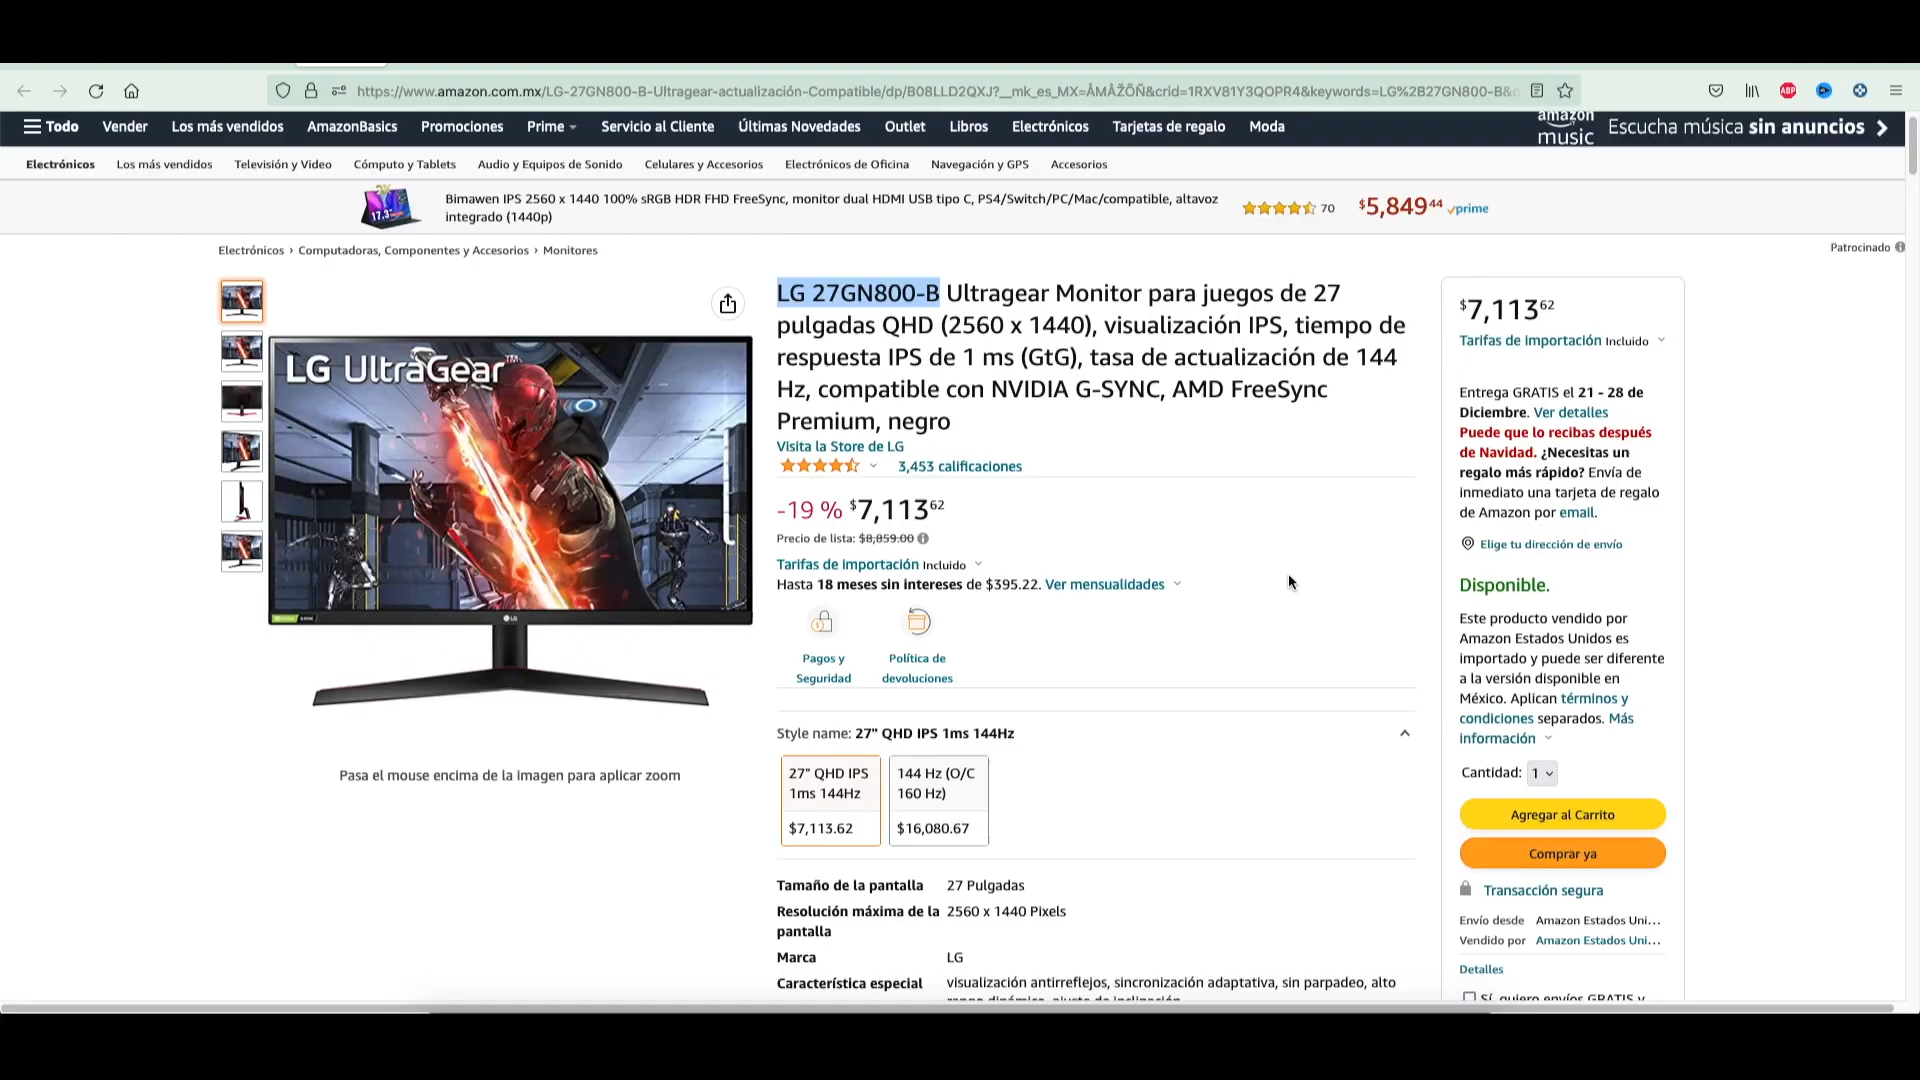 https://www.amazon.com.mx/LG-27GN800-B-Ultragear-actualización-Compatible/dp/B08LLD2QXJ?__mk_es_MX=ÅMÅŽÕÑ&crid=1RXV81Y3QOPR4&keywords=LG%2B27GN800-B&
ABP
Todo
Vender
Los más vendidos
AmazonBasics
Promociones
Prime
Servicio al Cliente
Últimas Novedades
Outlet
Libros
Electrónicos
Tarjetas de regalo
Moda
amazon music
Escucha música sin anuncios
Electrónicos
Los más vendidos
Televisión y Video
Cómputo y Tablets
Audio y Equipos de Sonido
Celulares y Accesorios
Electrónicos de Oficina
Navegación y GPS
Accesorios
17.3"
Bimawen IPS 2560 x 1440 100% sRGB HDR FHD FreeSync, monitor dual HDMI USB tipo C, PS4/Switch/PC/Mac/compatible, altavoz
integrado (1440p)
70
$5,849 44
prime
Electrónicos › Computadoras, Componentes y Accesorios › Monitores
Patrocinado
LG UltraGear™
LG
Pasa el mouse encima de la imagen para aplicar zoom
LG 27GN800-B Ultragear Monitor para juegos de 27
pulgadas QHD (2560 x 1440), visualización IPS, tiempo de
respuesta IPS de 1 ms (GtG), tasa de actualización de 144
Hz, compatible con NVIDIA G-SYNC, AMD FreeSync
Premium, negro
Visita la Store de LG
3,453 calificaciones
-19 % $7,113 62
Precio de lista: $8,859.00
Tarifas de importación Incluido
Hasta 18 meses sin intereses de $395.22. Ver mensualidades
Pagos y
Seguridad
Política de
devoluciones
Style name: 27" QHD IPS 1ms 144Hz
27" QHD IPS
1ms 144Hz
$7,113.62
144 Hz (O/C
160 Hz)
$16,080.67
Tamaño de la pantalla 27 Pulgadas
Resolución máxima de la 2560 x 1440 Pixels
pantalla
Marca LG
Característica especial visualización antirreflejos, sincronización adaptativa, sin parpadeo, alto
rango dinámico, ajuste de inclinación
$7,113 62
Tarifas de importación Incluido
Entrega GRATIS el 21 - 28 de
Diciembre. Ver detalles
Puede que lo recibas después
de Navidad. ¿Necesitas un
regalo más rápido? Envía de
inmediato una tarjeta de regalo
de Amazon por email.
Elige tu dirección de envío
Disponible.
Este producto vendido por
Amazon Estados Unidos es
importado y puede ser diferente
a la versión disponible en
México. Aplican términos y
condiciones separados. Más
información
Cantidad: 1
Agregar al Carrito
Comprar ya
Transacción segura
Envío desde Amazon Estados Uni...
Vendido por Amazon Estados Uni...
Detalles
Sí, quiero envíos GRATIS y